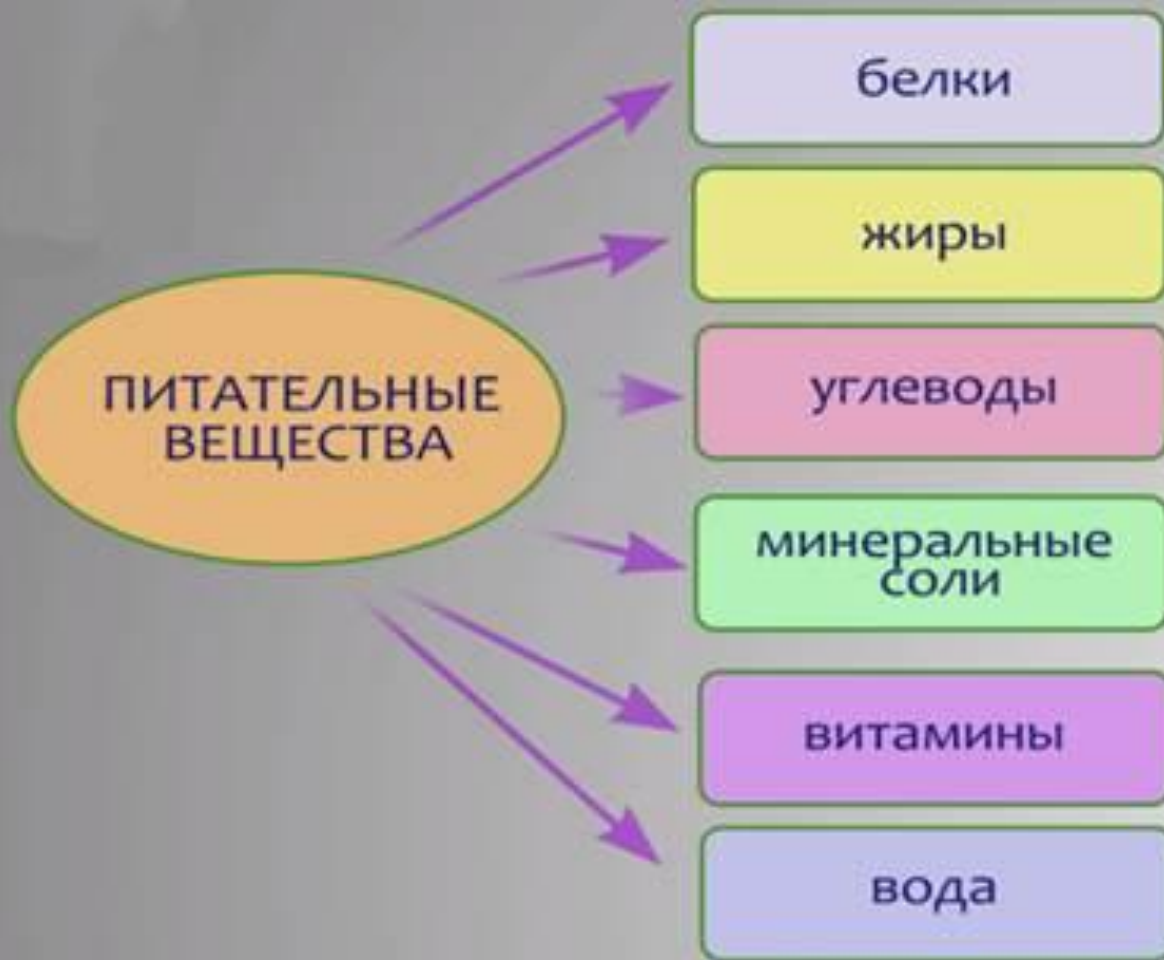 ПИТАТЕЛЬНЫЕ
ВЕЩЕСТВА
белки
жиры
углеводы
минеральные
соли
витамины
вода